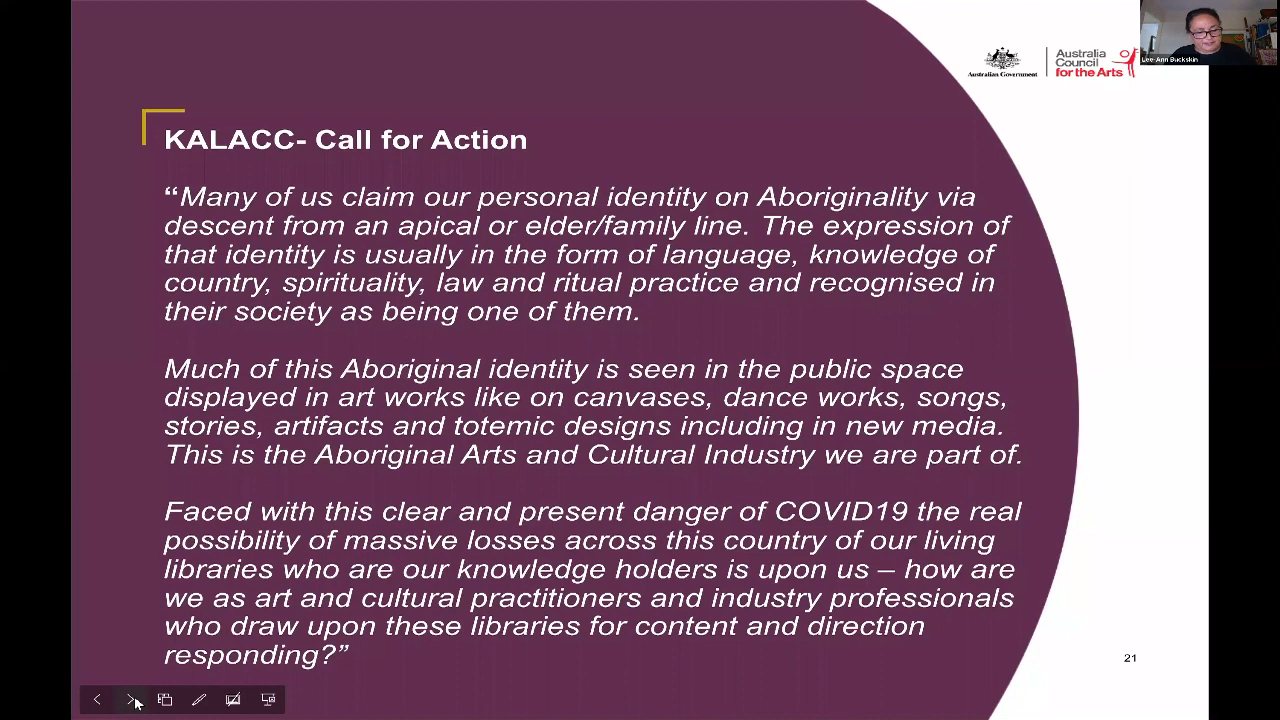 Australian Government
Australia
Council
for the Arts
Lee-Ann Buckskin
KALACC- Call for Action
“Many of us claim our personal identity on Aboriginality via
descent from an apical or elder/family line. The expression of
that identity is usually in the form of language, knowledge of
country, spirituality, law and ritual practice and recognised in
their society as being one of them.
Much of this Aboriginal identity is seen in the public space
displayed in art works like on canvases, dance works, songs,
stories, artifacts and totemic designs including in new media.
This is the Aboriginal Arts and Cultural Industry we are part of.
Faced with this clear and present danger of COVID19 the real
possibility of massive losses across this country of our living
libraries who are our knowledge holders is upon us – how are
we as art and cultural practitioners and industry professionals
who draw upon these libraries for content and direction
responding?”
21